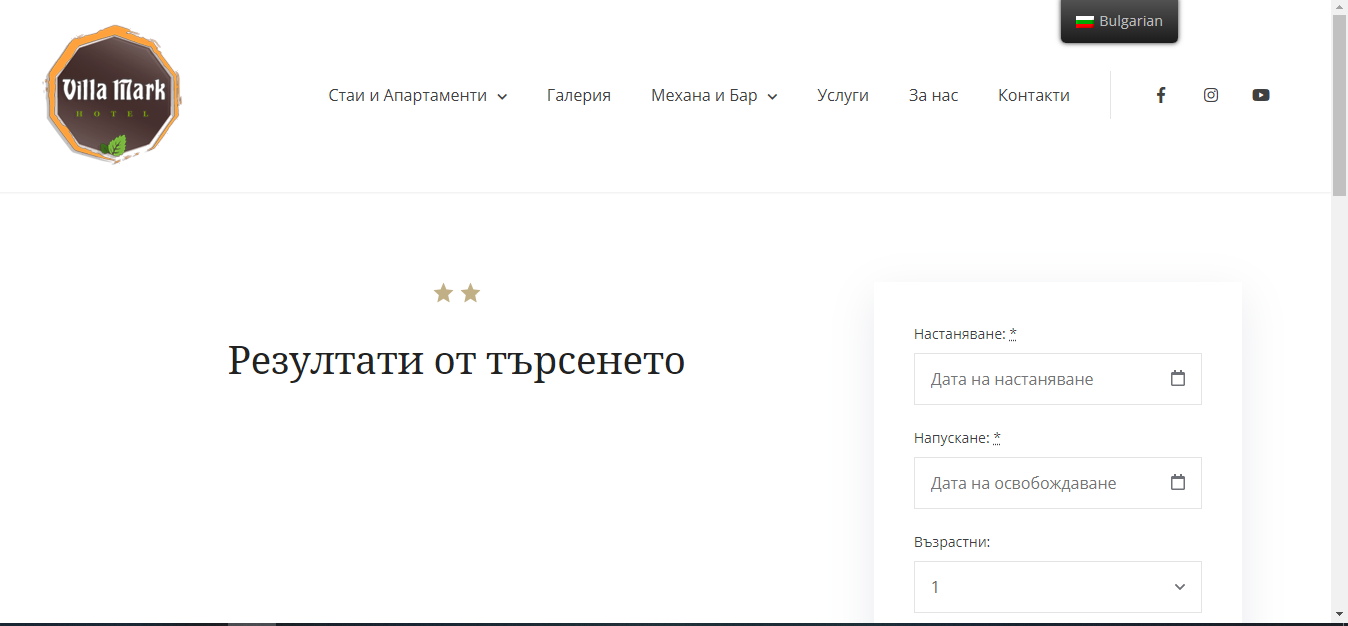 Bulgarian
Villa Mark
HOTEL
Стаи и Апартаменти
Галерия
Механа и Бар
Услуги
За нас
Контакти
Резултати от търсенето
Настаняване: *
Дата на настаняване
Напускане: *
Дата на освобождаване
Възрастни:
1